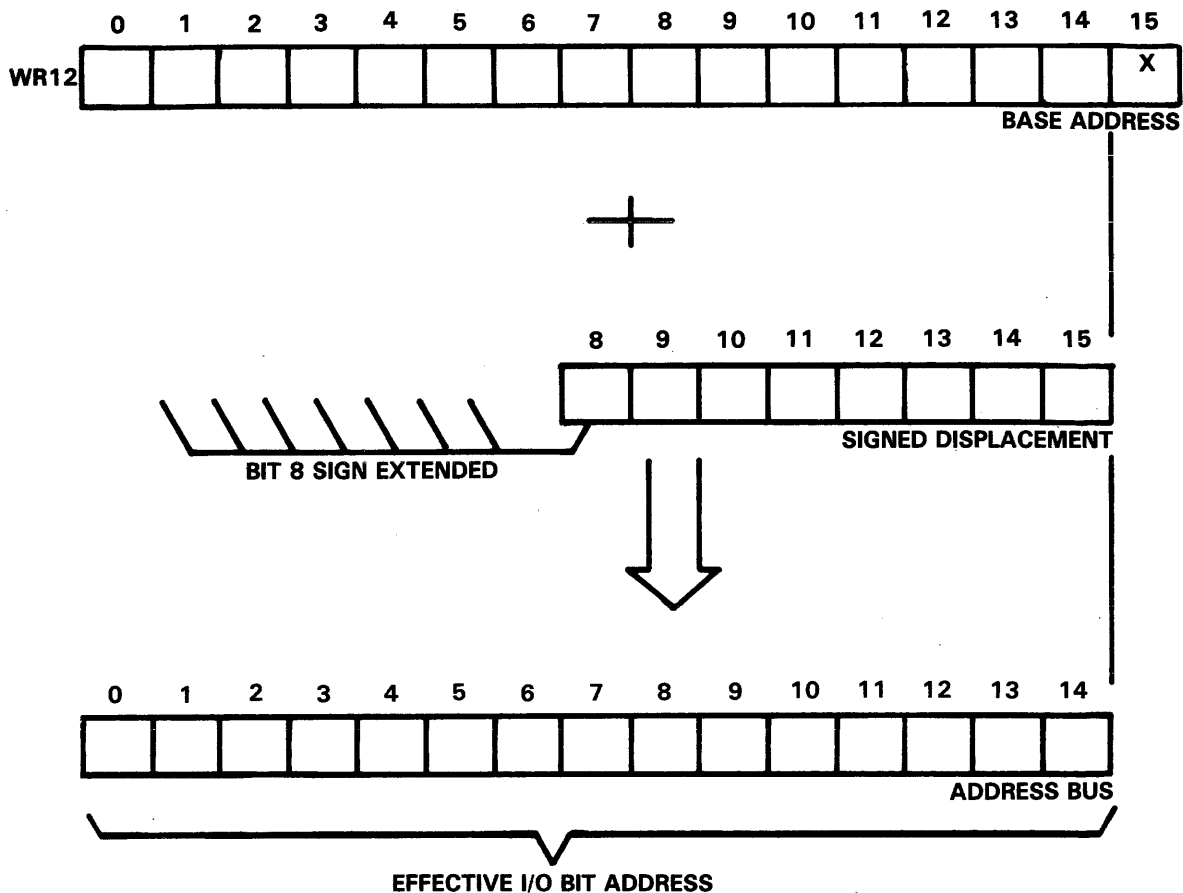 0 1 2 3 4 5 6 7 8 9 10 11 12 13 14 15
WR12 X
BASE ADDRESS
8 9 10 11 12 13 14 15
SIGNED DISPLACEMENT
BIT 8 SIGN EXTENDED
0 1 2 3 4 5 6 7 8 9 10 11 12 13 14
ADDRESS BUS
EFFECTIVE I/O BIT ADDRESS